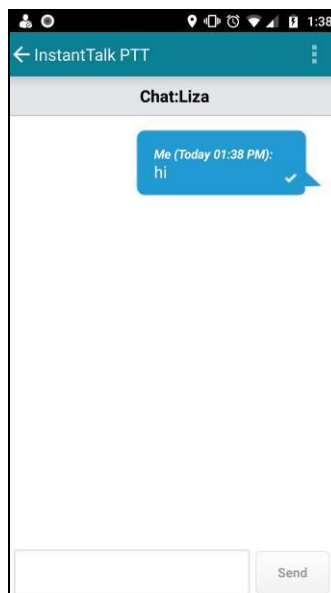 1:38
InstantTalk PTT
Chat:Liza
Me (Today 01:38 PM):
hi
Send